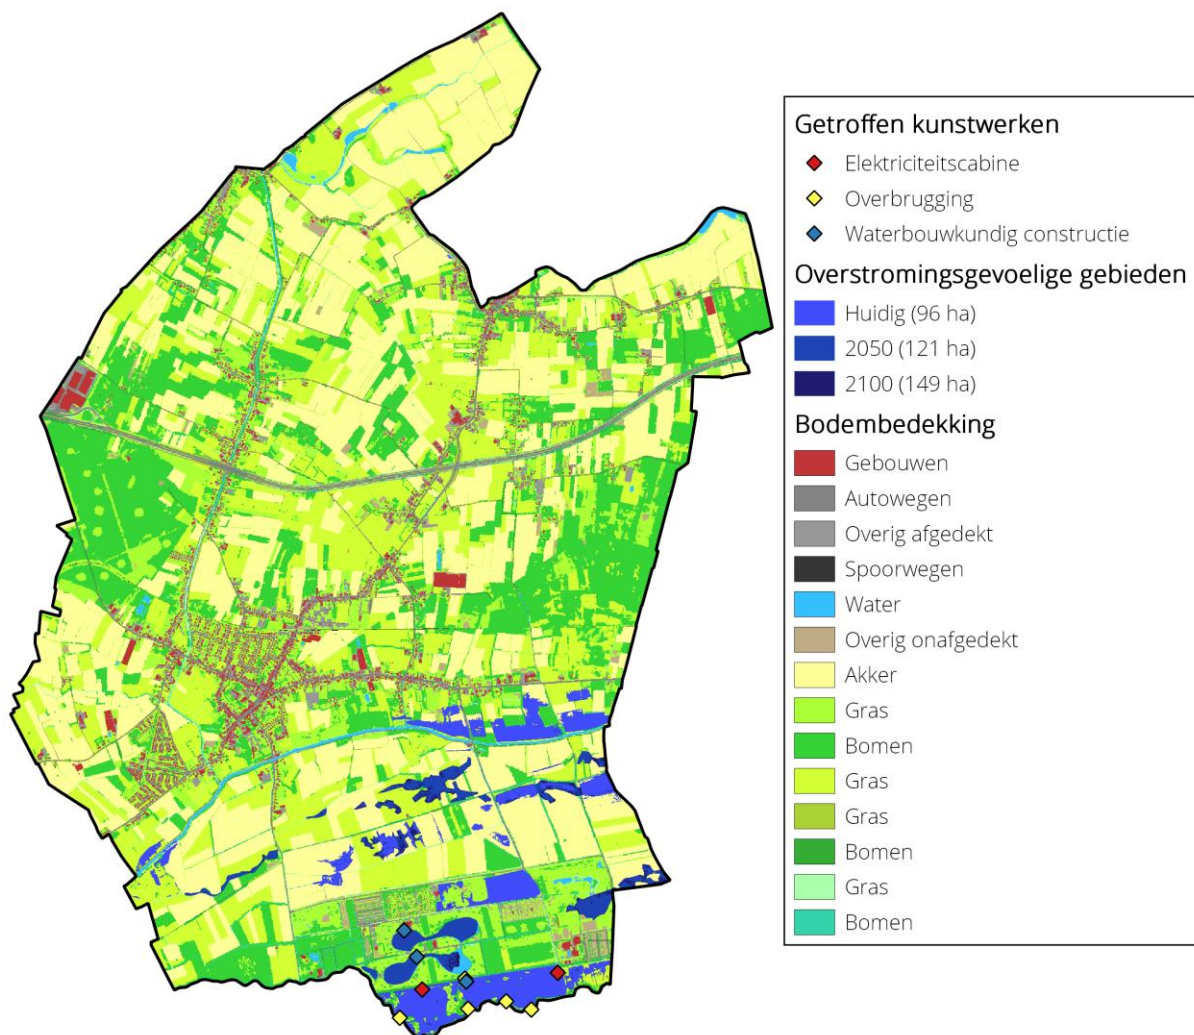 Getroffen kunstwerken
Elektriciteitscabine
Overbrugging
Waterbouwkundig constructie
Overstromingsgevoelige gebieden
Huidig (96 ha)
2050 (121 ha)
2100 (149 ha)
Bodembedekking
Gebouwen
Autowegen
Overig afgedekt
Spoorwegen
Water
Overig onafgedekt
Akker
Gras
Bomen
Gras
Gras
Bomen
Gras
Bomen